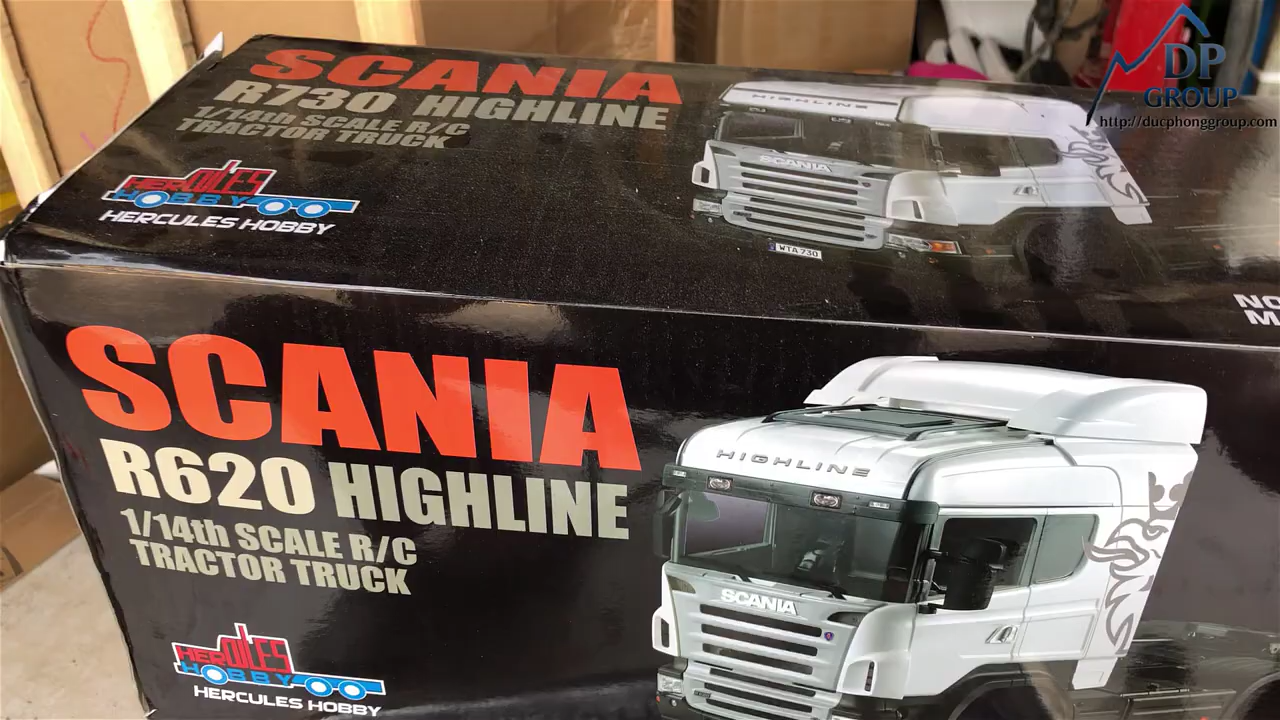 DP
GROUP
http://ducphonggroup.com
SCANIA
R730 HIGHLINE
1/14th SCALE R/C
TRACTOR TRUCK
HERCULES
HOBBY
HERCULES HOBBY
HIGHLINE
SCANIA
WTA 730
SCANIA
R620 HIGHLINE
1/14th SCALE R/C
TRACTOR TRUCK
HERCULES
HOBBY
HERCULES HOBBY
HIGHLINE
SCANIA